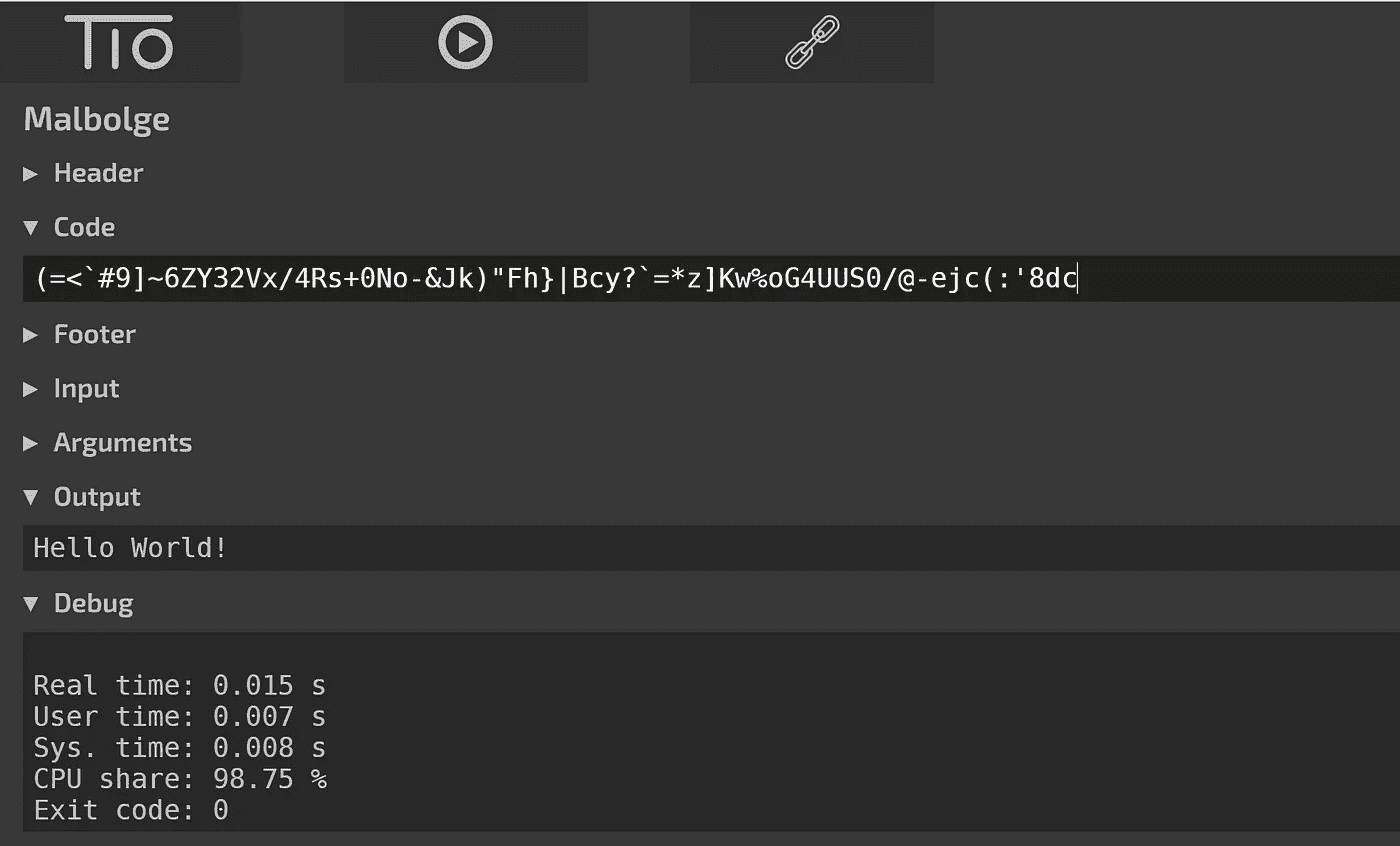 TIO
Malbolge
Header
Code
(=<`#9]~6ZY32Vx/4Rs+0No-&Jk)"Fh}|Bcy?`=*z]Kw%oG4UUS0/@-ejc(:'8dc
Footer
Input
Arguments
Output
Hello World!
Debug
Real time: 0.015 s
User time: 0.007 s
Sys. time: 0.008 s
CPU share: 98.75 %
Exit code: 0